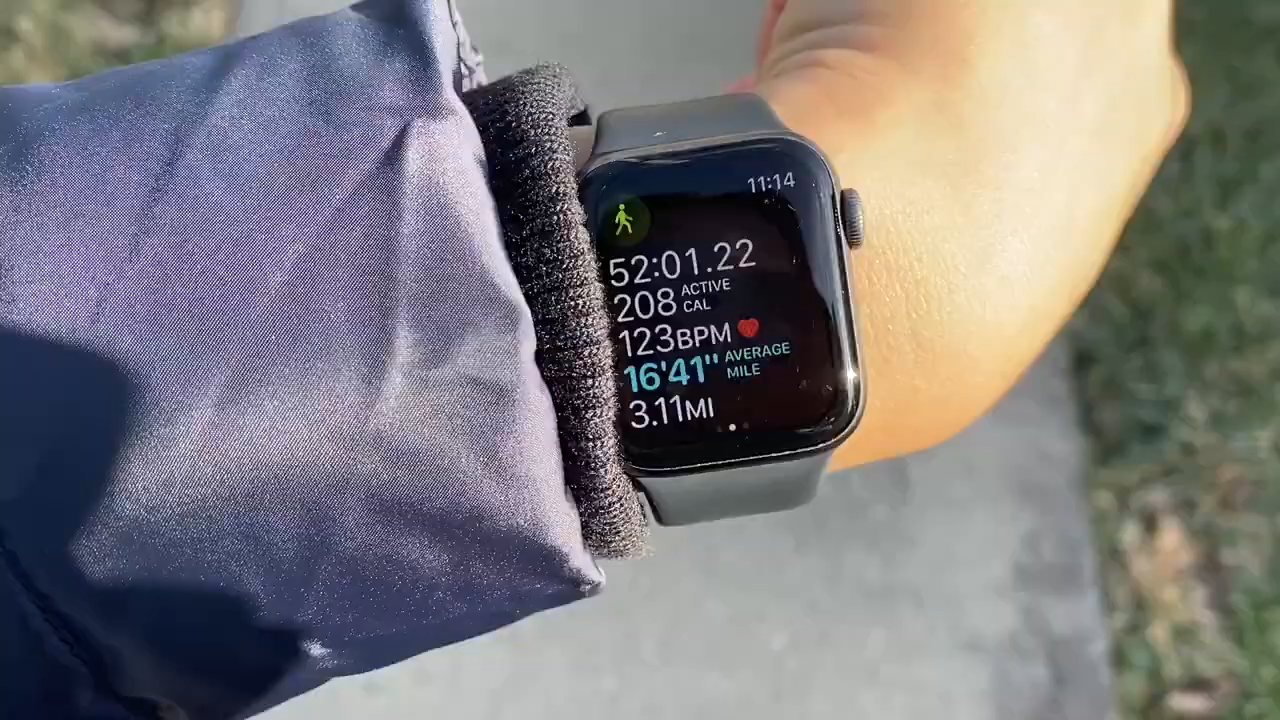 11:14
52:01.22
208 ACTIVE CAL
123BPM
16'41" AVERAGE MILE
3.11MI